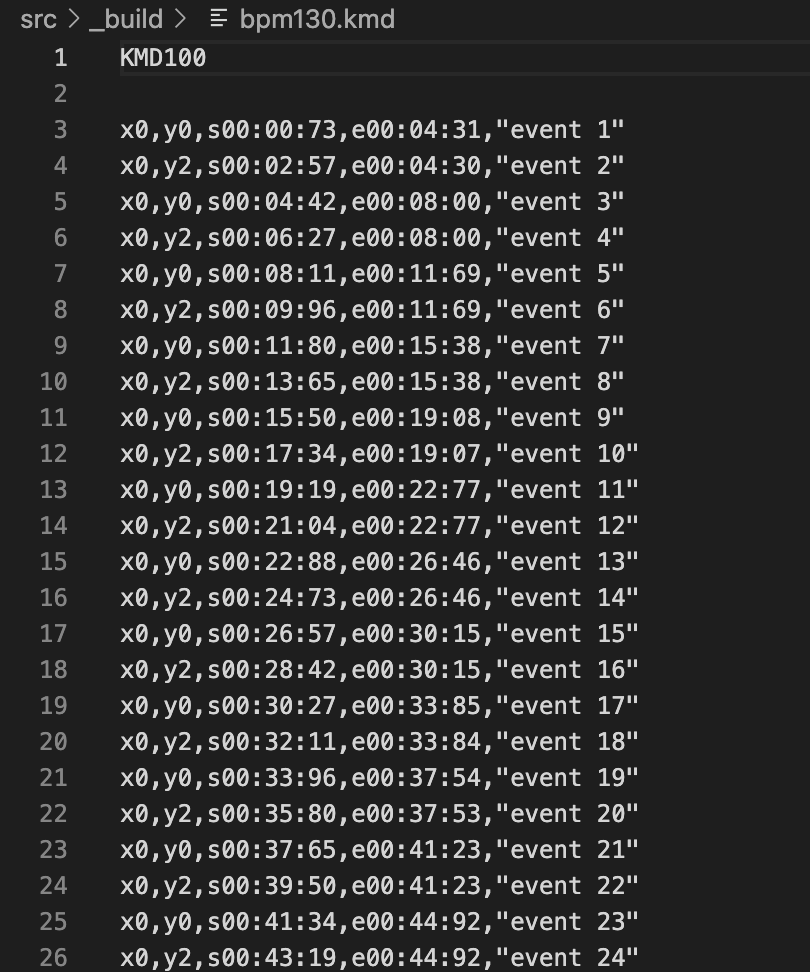 src > _build > bpm130.kmd
1 KMD100
2
3 x0,y0,s00:00:73,e00:04:31,"event 1"
4 x0,y2,s00:02:57,e00:04:30,"event 2"
5 x0,y0,s00:04:42,e00:08:00,"event 3"
6 x0,y2,s00:06:27,e00:08:00,"event 4"
7 x0,y0,s00:08:11,e00:11:69,"event 5"
8 x0,y2,s00:09:96,e00:11:69,"event 6"
9 x0,y0,s00:11:80,e00:15:38,"event 7"
10 x0,y2,s00:13:65,e00:15:38,"event 8"
11 x0,y0,s00:15:50,e00:19:08,"event 9"
12 x0,y2,s00:17:34,e00:19:07,"event 10"
13 x0,y0,s00:19:19,e00:22:77,"event 11"
14 x0,y2,s00:21:04,e00:22:77,"event 12"
15 x0,y0,s00:22:88,e00:26:46,"event 13"
16 x0,y2,s00:24:73,e00:26:46,"event 14"
17 x0,y0,s00:26:57,e00:30:15,"event 15"
18 x0,y2,s00:28:42,e00:30:15,"event 16"
19 x0,y0,s00:30:27,e00:33:85,"event 17"
20 x0,y2,s00:32:11,e00:33:84,"event 18"
21 x0,y0,s00:33:96,e00:37:54,"event 19"
22 x0,y2,s00:35:80,e00:37:53,"event 20"
23 x0,y0,s00:37:65,e00:41:23,"event 21"
24 x0,y2,s00:39:50,e00:41:23,"event 22"
25 x0,y0,s00:41:34,e00:44:92,"event 23"
26 x0,y2,s00:43:19,e00:44:92,"event 24"